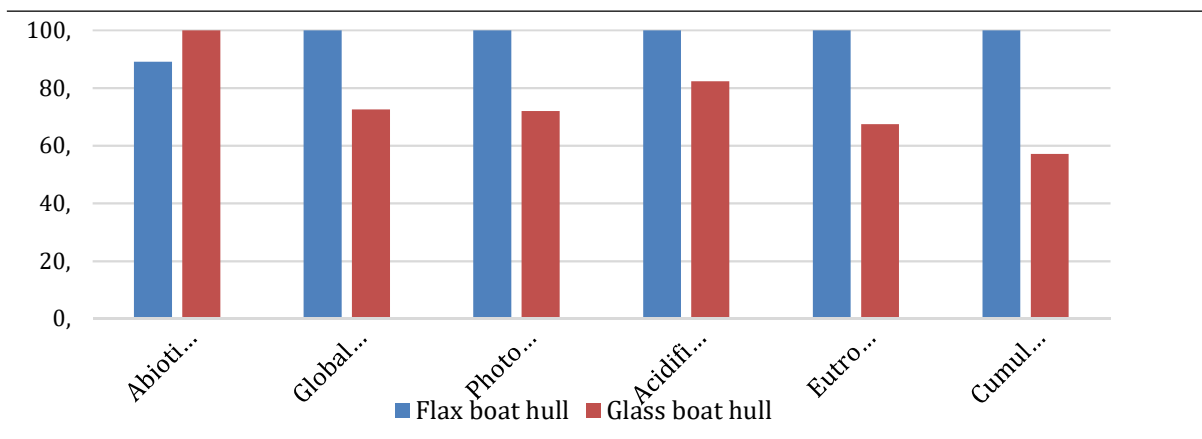 100,
80,
60,
40,
20,
0,
Abioti...
Global...
Photo...
Acidifi...
Eutro...
Cumul...
Flax boat hull Glass boat hull